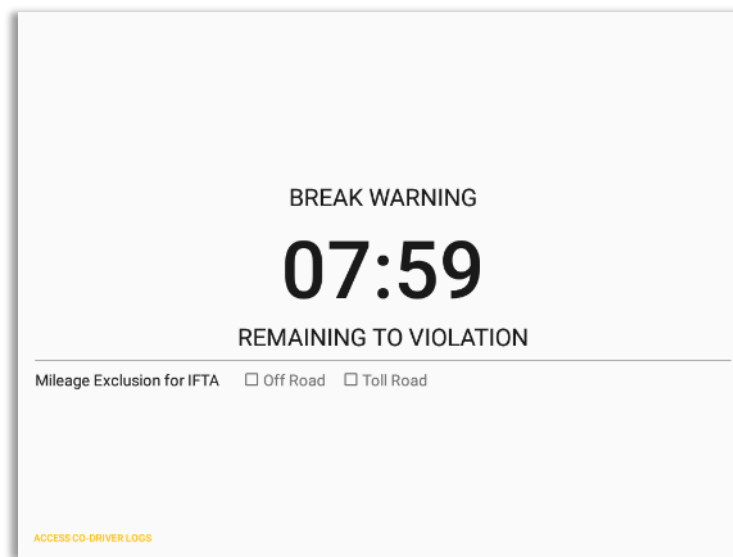 BREAK WARNING
07:59
REMAINING TO VIOLATION
Mileage Exclusion for IFTA Off Road Toll Road
ACCESS CO-DRIVER LOGS